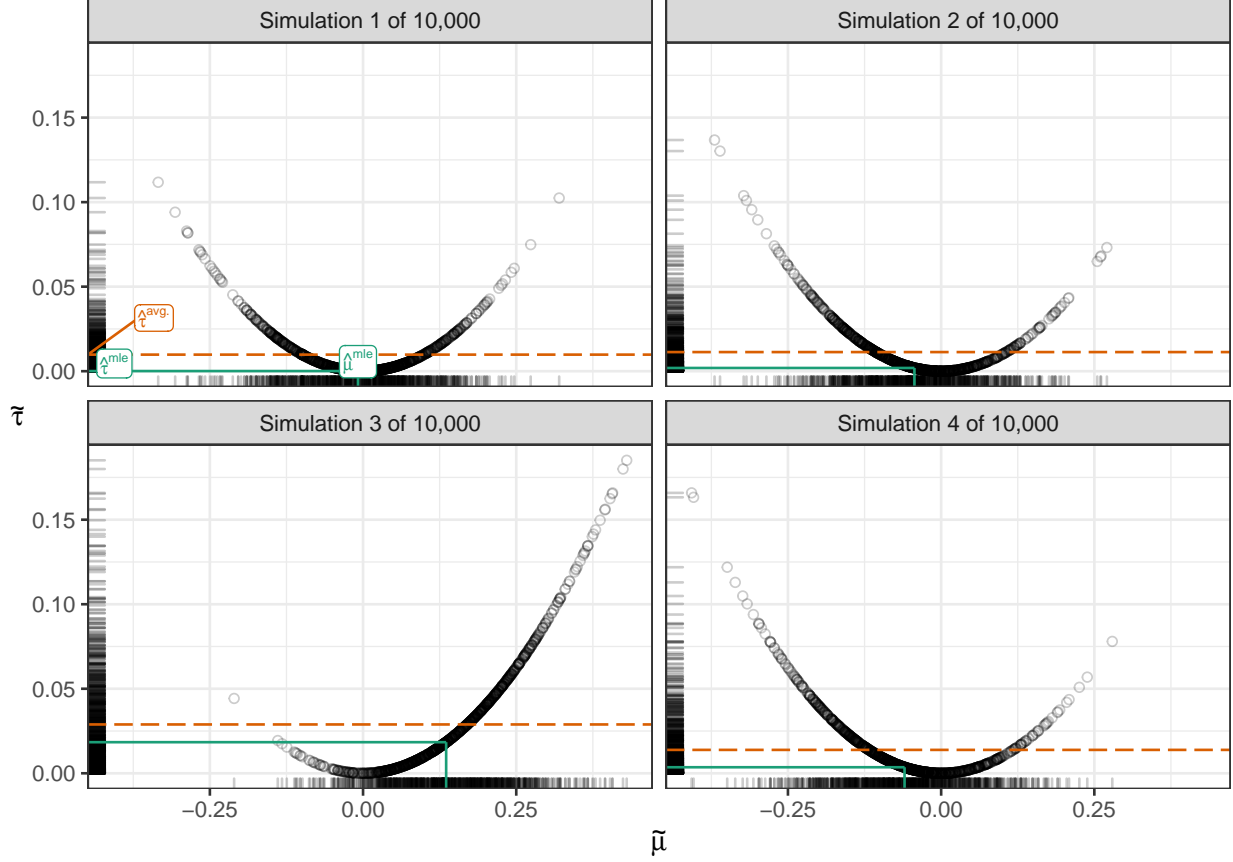 Simulation 1 of 10,000
Simulation 2 of 10,000
0.15
0.10
0.05
0.00
τ̂ᵃᵛᵍ·
τ̂ᵐˡᵉ
μ̂ᵐˡᵉ
τ̃
Simulation 3 of 10,000
Simulation 4 of 10,000
0.15
0.10
0.05
0.00
−0.25 0.00 0.25
−0.25 0.00 0.25
μ̃